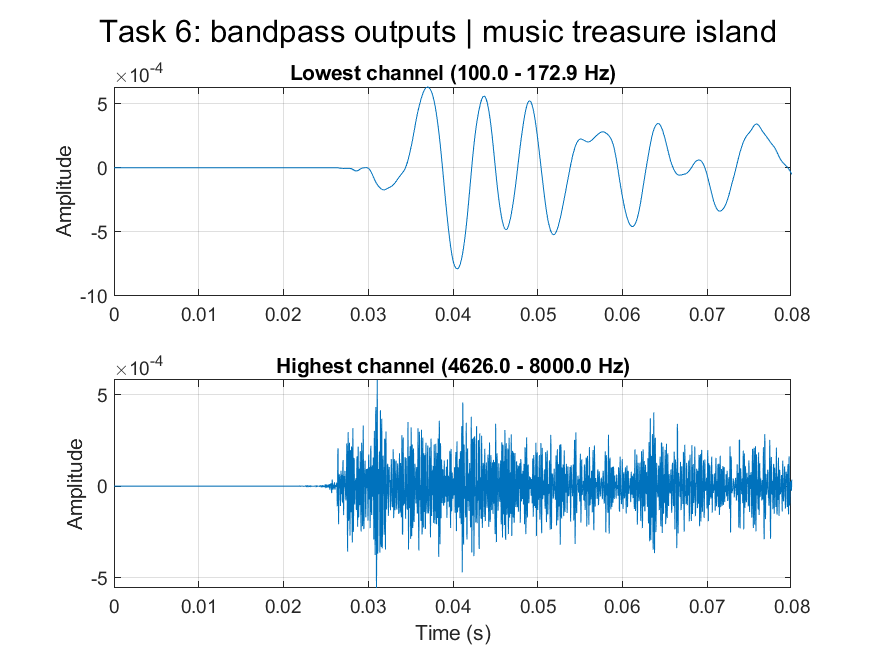 Task 6: bandpass outputs | music treasure island
×10-4
Lowest channel (100.0 - 172.9 Hz)
Amplitude
5
0
-5
-10
0 0.01 0.02 0.03 0.04 0.05 0.06 0.07 0.08
×10-4
Highest channel (4626.0 - 8000.0 Hz)
Amplitude
5
0
-5
0 0.01 0.02 0.03 0.04 0.05 0.06 0.07 0.08
Time (s)